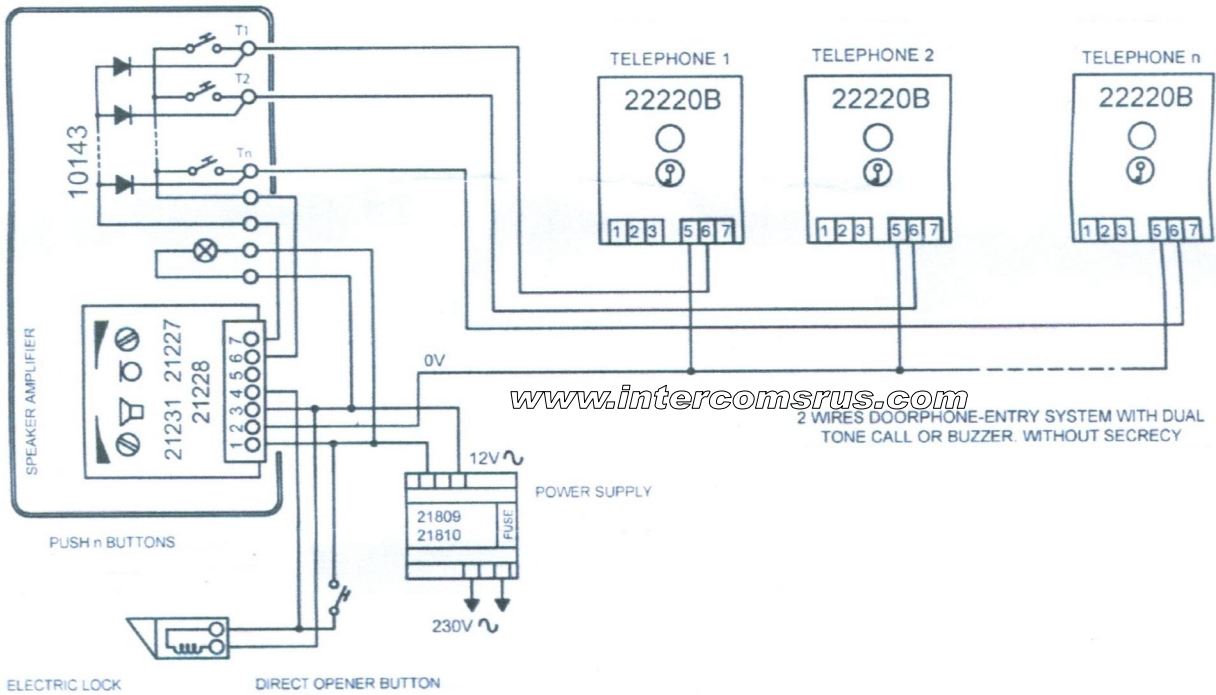 T1
T2
Tn
10143
TELEPHONE 1
22220B
1 2 3 5 6 7
TELEPHONE 2
22220B
1 2 3 5 6 7
TELEPHONE n
22220B
1 2 3 5 6 7
SPEAKER AMPLIFIER
21231 21227
21228
1 2 3 4 5 6 7
0V
www.intercomsrus.com
2 WIRES DOORPHONE-ENTRY SYSTEM WITH DUAL
TONE CALL OR BUZZER. WITHOUT SECRECY
12V ∿
POWER SUPPLY
21809
21810
FUSE
230V ∿
PUSH n BUTTONS
ELECTRIC LOCK
DIRECT OPENER BUTTON